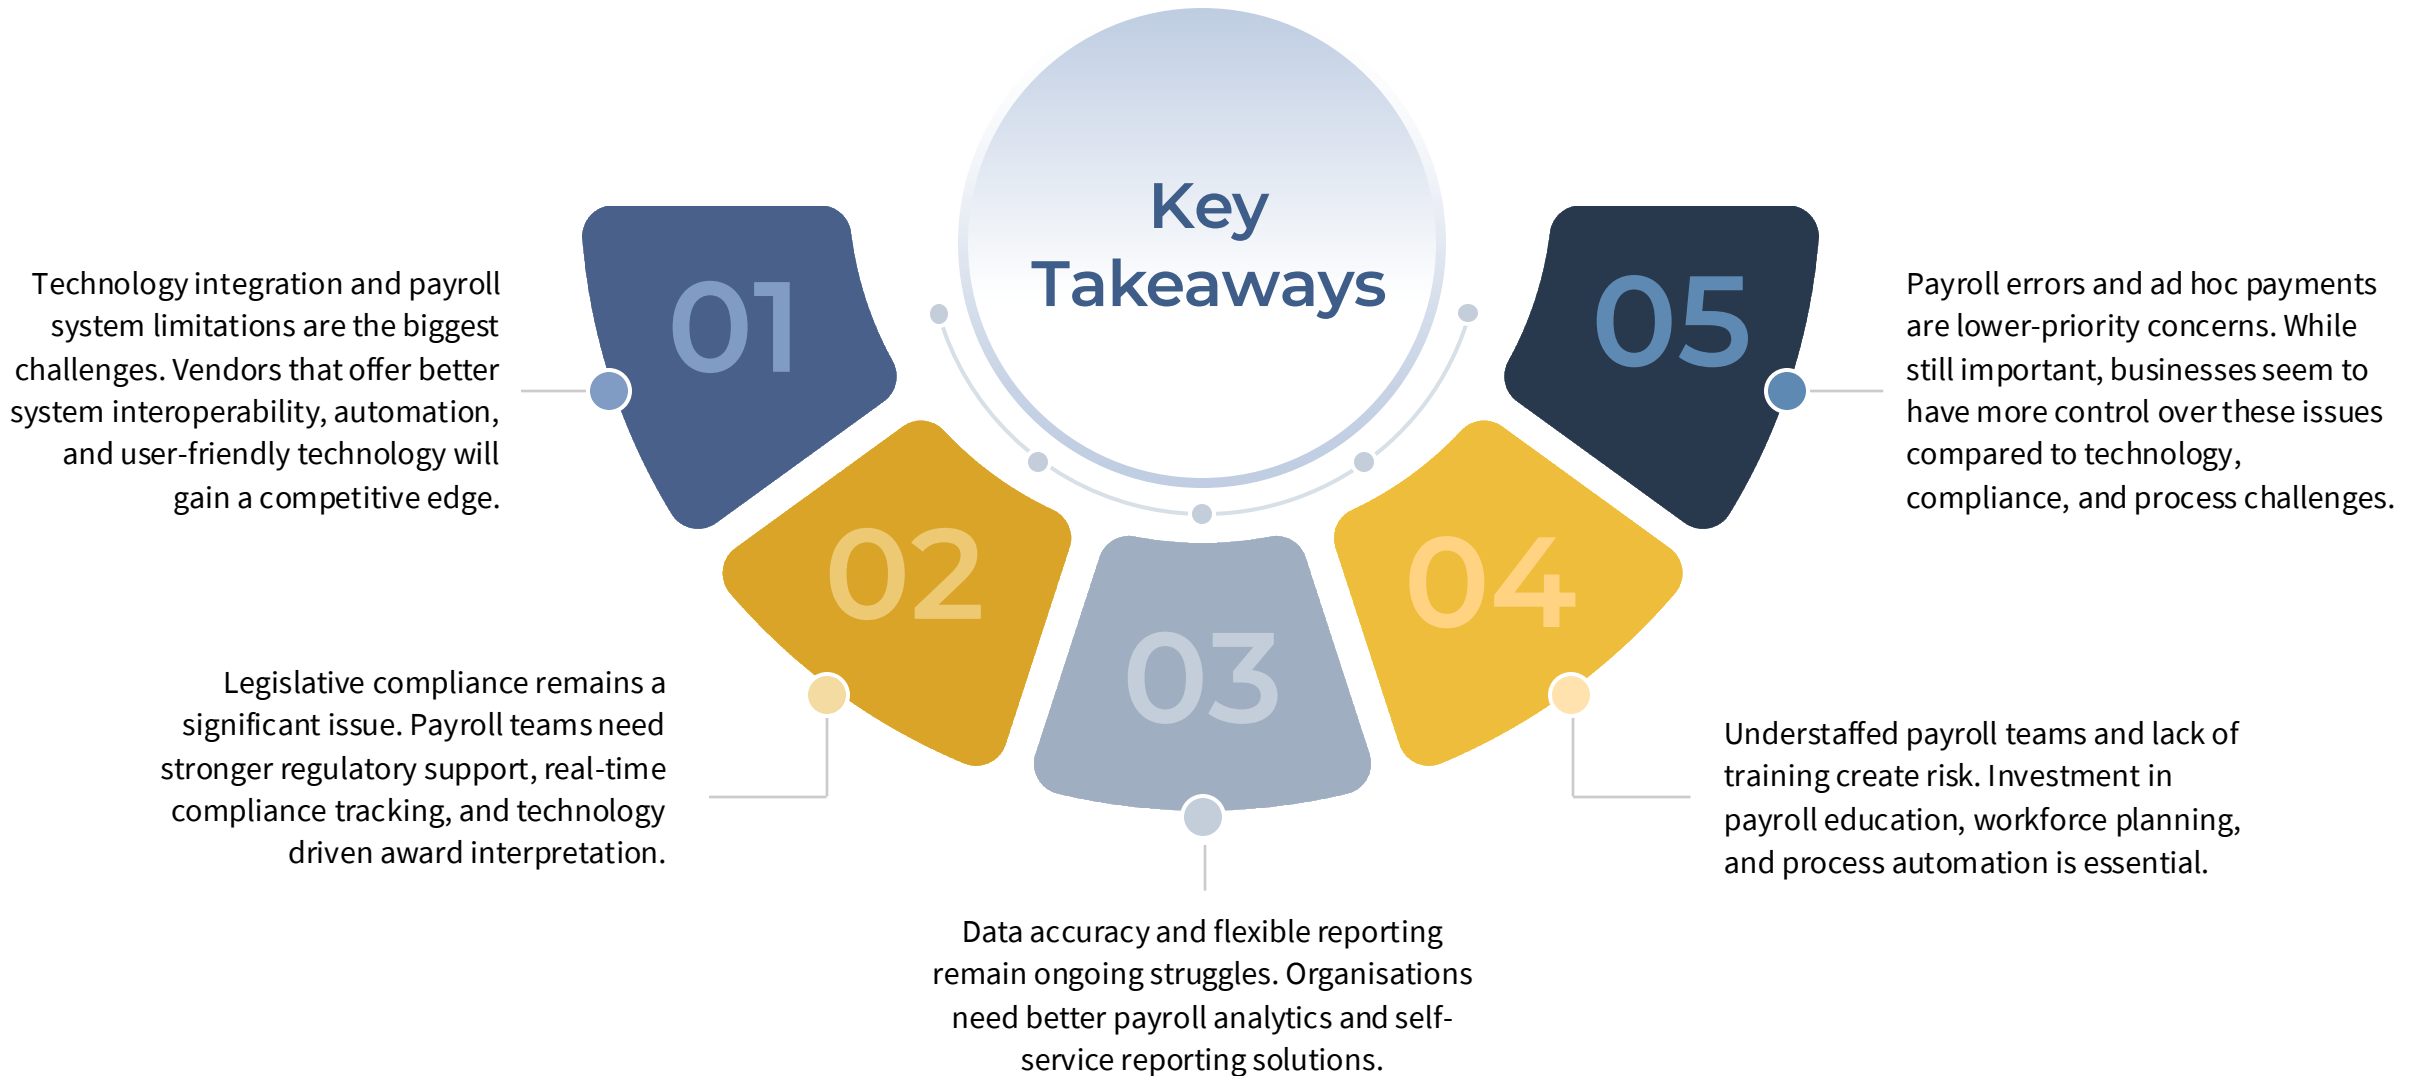 Key
Takeaways
01
Technology integration and payroll
system limitations are the biggest
challenges. Vendors that offer better
system interoperability, automation,
and user-friendly technology will
gain a competitive edge.
02
Legislative compliance remains a
significant issue. Payroll teams need
stronger regulatory support, real-time
compliance tracking, and technology
driven award interpretation.
03
Data accuracy and flexible reporting
remain ongoing struggles. Organisations
need better payroll analytics and self-
service reporting solutions.
04
Understaffed payroll teams and lack of
training create risk. Investment in
payroll education, workforce planning,
and process automation is essential.
05
Payroll errors and ad hoc payments
are lower-priority concerns. While
still important, businesses seem to
have more control over these issues
compared to technology,
compliance, and process challenges.